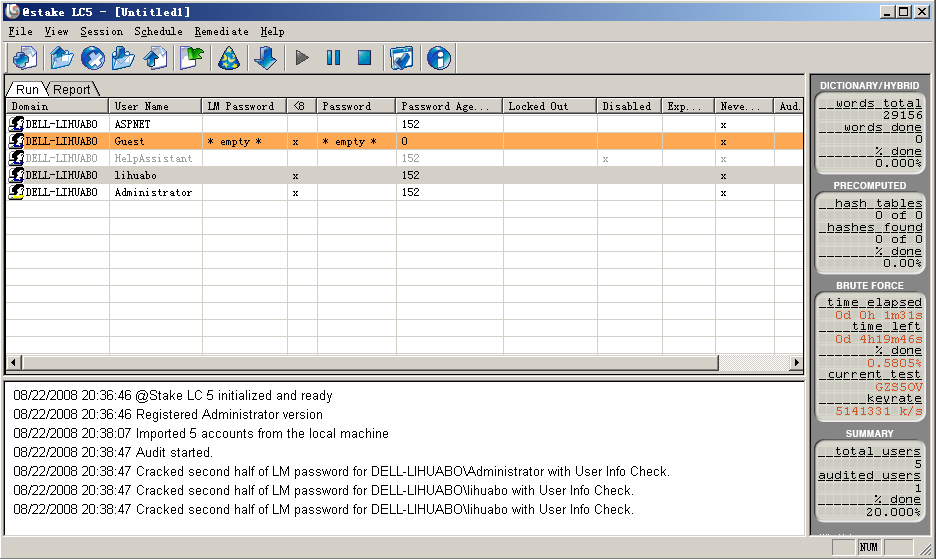 @stake LC5 - [Untitled1]
File View Session Schedule Remediate Help
Run Report
Domain User Name LM Password <8 Password Password Age... Locked Out Disabled Exp... Neve... Aud.
DELL-LIHUABO ASPNET 152 x
DELL-LIHUABO Guest * empty * x * empty * 0 x
DELL-LIHUABO HelpAssistant 152 x x
DELL-LIHUABO lihuabo x 152 x
DELL-LIHUABO Administrator x 152 x
08/22/2008 20:36:46 @Stake LC 5 initialized and ready
08/22/2008 20:36:46 Registered Administrator version
08/22/2008 20:38:07 Imported 5 accounts from the local machine
08/22/2008 20:38:47 Audit started.
08/22/2008 20:38:47 Cracked second half of LM password for DELL-LIHUABO\Administrator with User Info Check.
08/22/2008 20:38:47 Cracked second half of LM password for DELL-LIHUABO\lihuabo with User Info Check.
08/22/2008 20:38:47 Cracked second half of LM password for DELL-LIHUABO\lihuabo with User Info Check.
DICTIONARY/HYBRID
words total
29156
words done
0
% done
0.000%
PRECOMPUTED
hash tables
0 of 0
hashes found
0 of 0
% done
0.00%
BRUTE FORCE
time elapsed
0d 0h 1m31s
time left
0d 4h19m46s
% done
0.5805%
current test
GZS5OV
keyrate
5141331 k/s
SUMMARY
total users
5
audited users
1
% done
20.000%
NUM